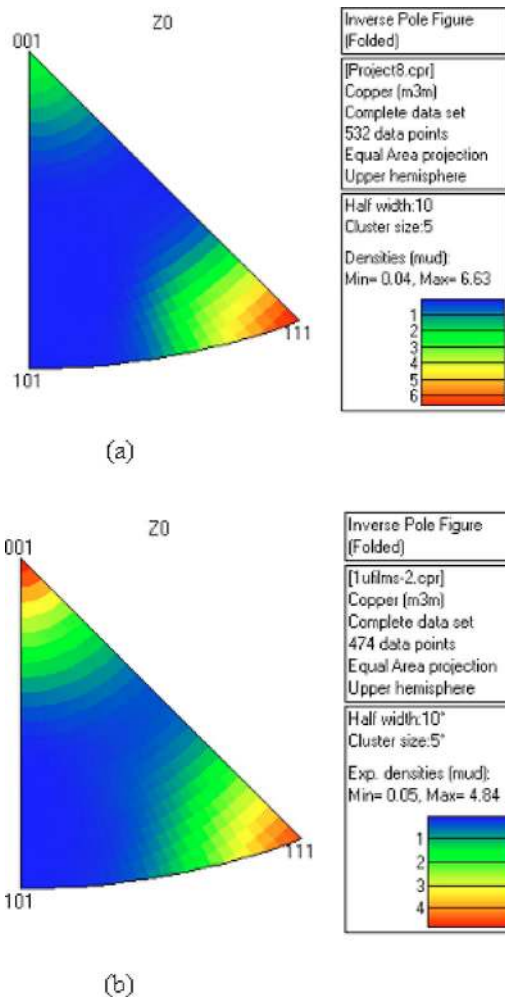 Z0
001
111
101
Inverse Pole Figure
(Folded)
[Project8.cpr]
Copper (m3m)
Complete data set
532 data points
Equal Area projection
Upper hemisphere
Half width:10
Cluster size:5
Densities (mud):
Min= 0.04, Max= 6.63
1
2
3
4
5
6
(a)
Z0
001
111
101
Inverse Pole Figure
(Folded)
[1ufilms-2.cpr]
Copper (m3m)
Complete data set
474 data points
Equal Area projection
Upper hemisphere
Half width:10°
Cluster size:5°
Exp. densities (mud):
Min= 0.05, Max= 4.84
1
2
3
4
(b)